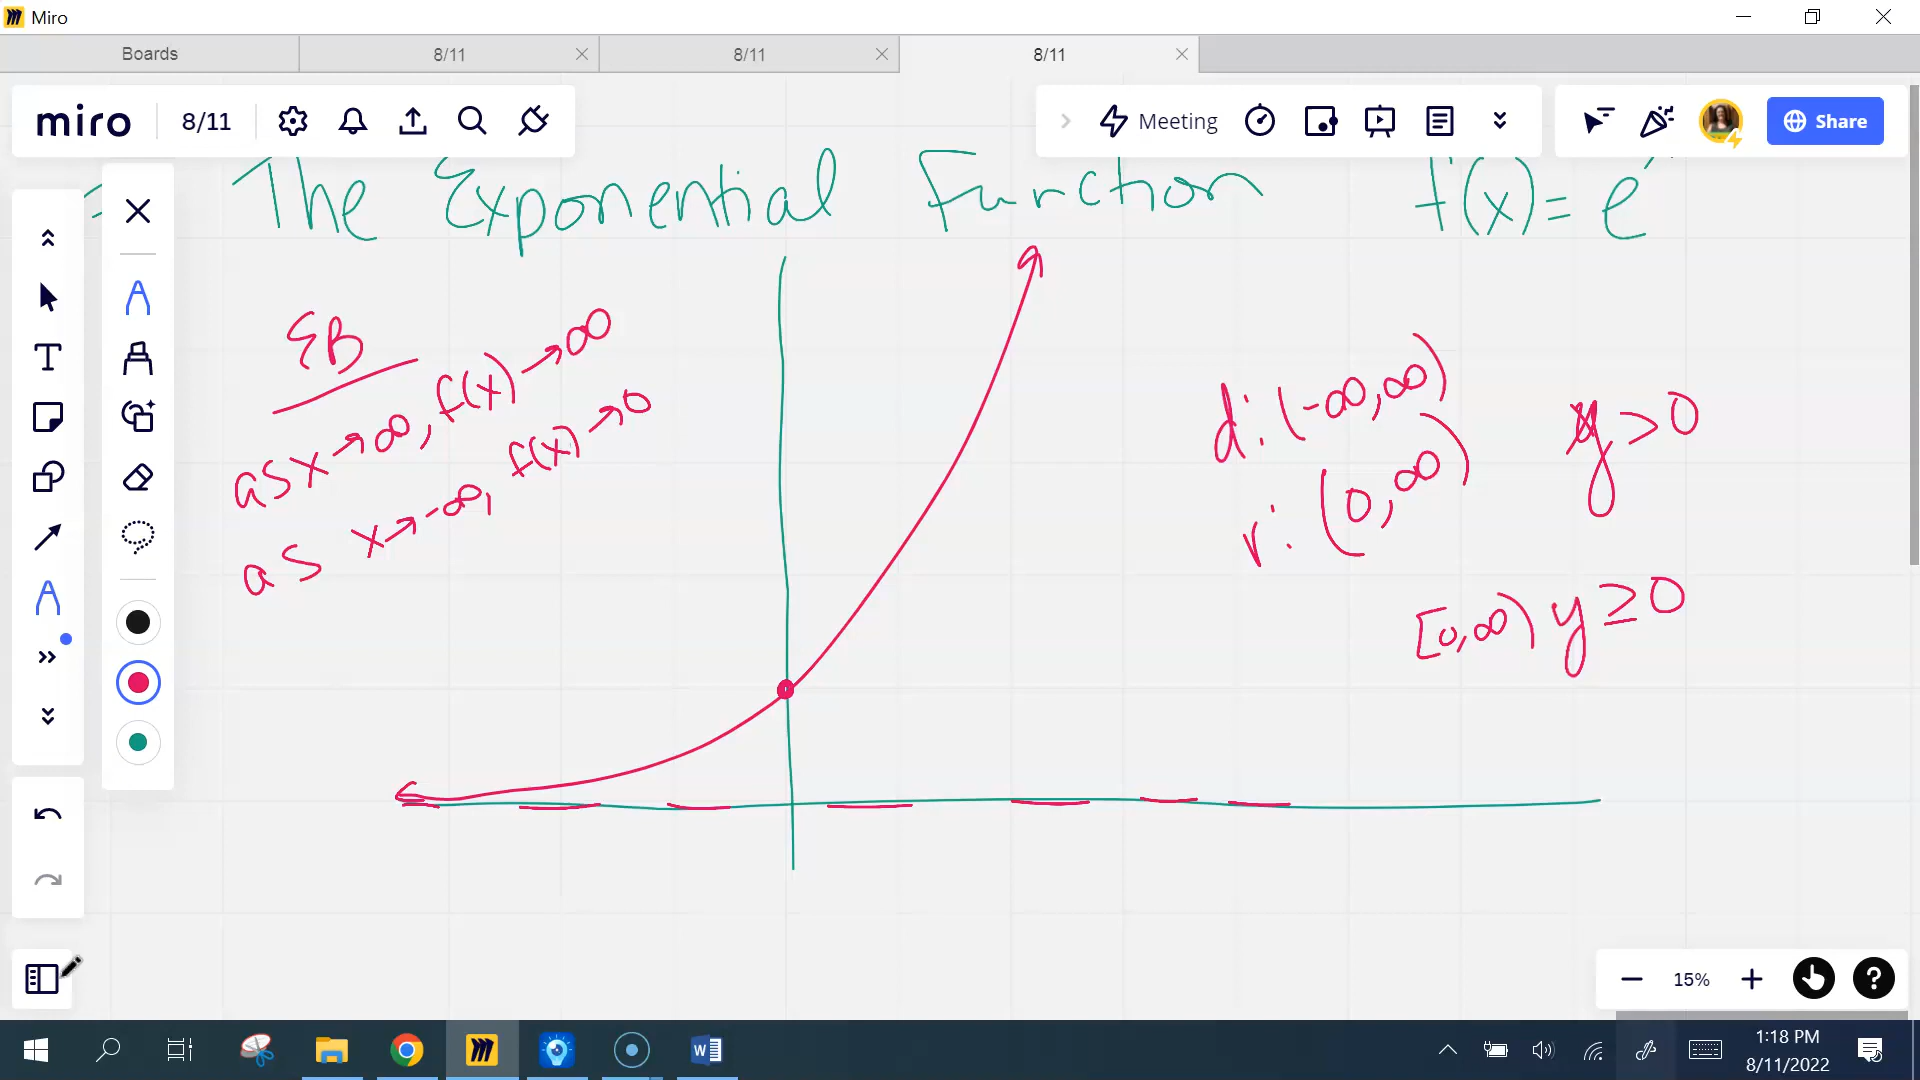 Miro
Boards 8/11 8/11 8/11
miro 8/11 Meeting Share
The Exponential Function f(x) = e
EB
as x → ∞, f(x) → ∞
as x → -∞, f(x) → 0
d: (-∞, ∞)
r: (0, ∞)
y > 0
[0, ∞) y ≥ 0
15%
1:18 PM
8/11/2022